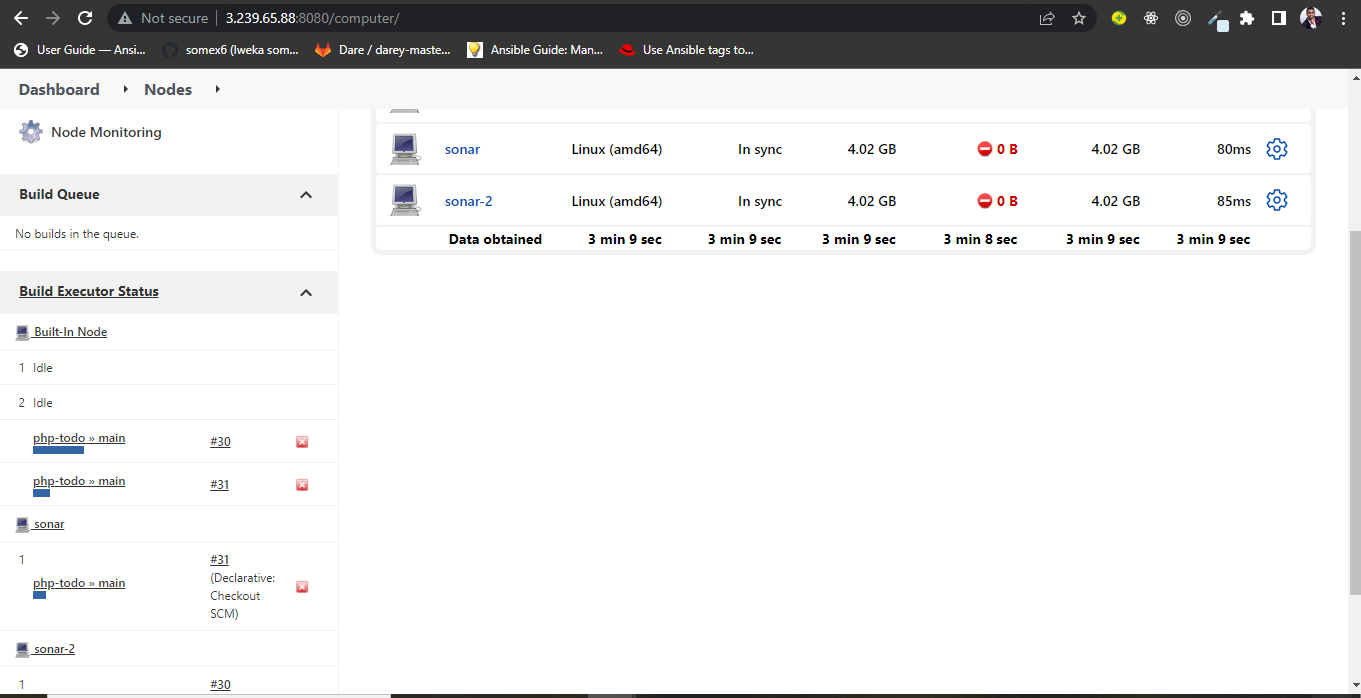 Not secure
3.239.65.88:8080/computer/
User Guide — Ansi...
somex6 (Iweka som...
Dare / darey-maste...
Ansible Guide: Man...
Use Ansible tags to...
Dashboard
Nodes
Node Monitoring
Build Queue
No builds in the queue.
Build Executor Status
Built-In Node
1 Idle
2 Idle
php-todo » main #30
php-todo » main #31
sonar
1 #31
(Declarative:
php-todo » main Checkout
SCM)
sonar-2
1 #30
sonar Linux (amd64) In sync 4.02 GB 0 B 4.02 GB 80ms
sonar-2 Linux (amd64) In sync 4.02 GB 0 B 4.02 GB 85ms
Data obtained 3 min 9 sec 3 min 9 sec 3 min 9 sec 3 min 8 sec 3 min 9 sec 3 min 9 sec